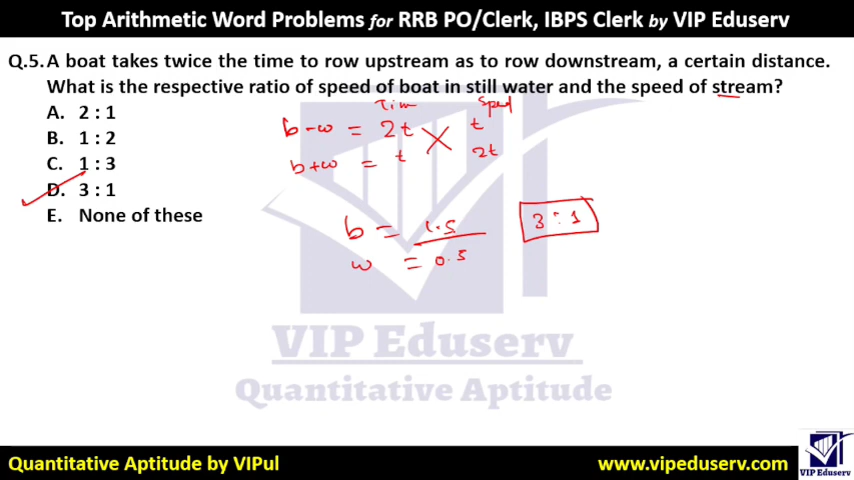 Top Arithmetic Word Problems for RRB PO/Clerk, IBPS Clerk by VIP Eduserv
Q.5. A boat takes twice the time to row upstream as to row downstream, a certain distance.
What is the respective ratio of speed of boat in still water and the speed of stream?
A. 2 : 1
B. 1 : 2
C. 1 : 3
D. 3 : 1
E. None of these
Tim Speed
b-w = 2t t
b+w = t 2t
b = 1.5
w = 0.5
3 : 1
VIP Eduserv
Quantitative Aptitude
Quantitative Aptitude by VIPul
www.vipeduserv.com
VIP Eduserv